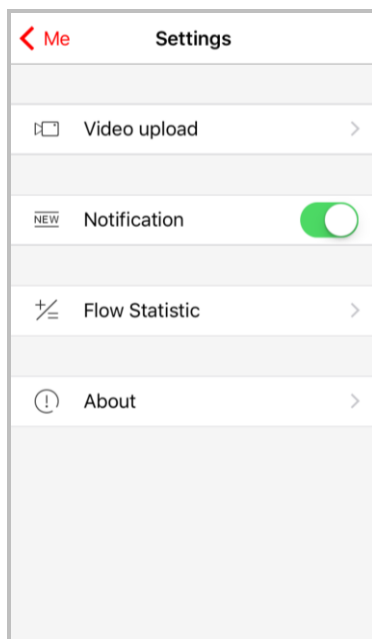 Me Settings
Video upload
NEW Notification
Flow Statistic
About